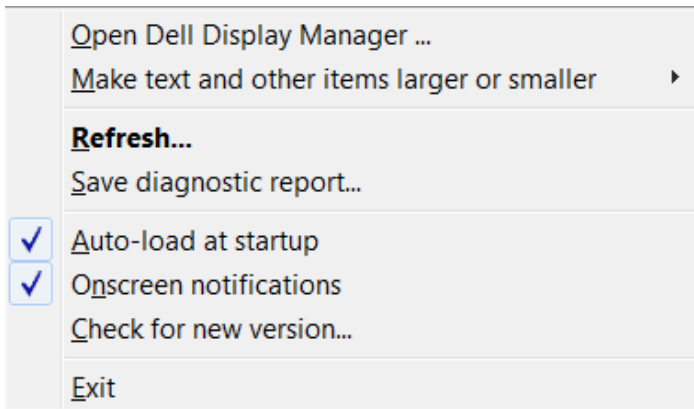 Open Dell Display Manager ...
Make text and other items larger or smaller
Refresh...
Save diagnostic report...
Auto-load at startup
Onscreen notifications
Check for new version...
Exit